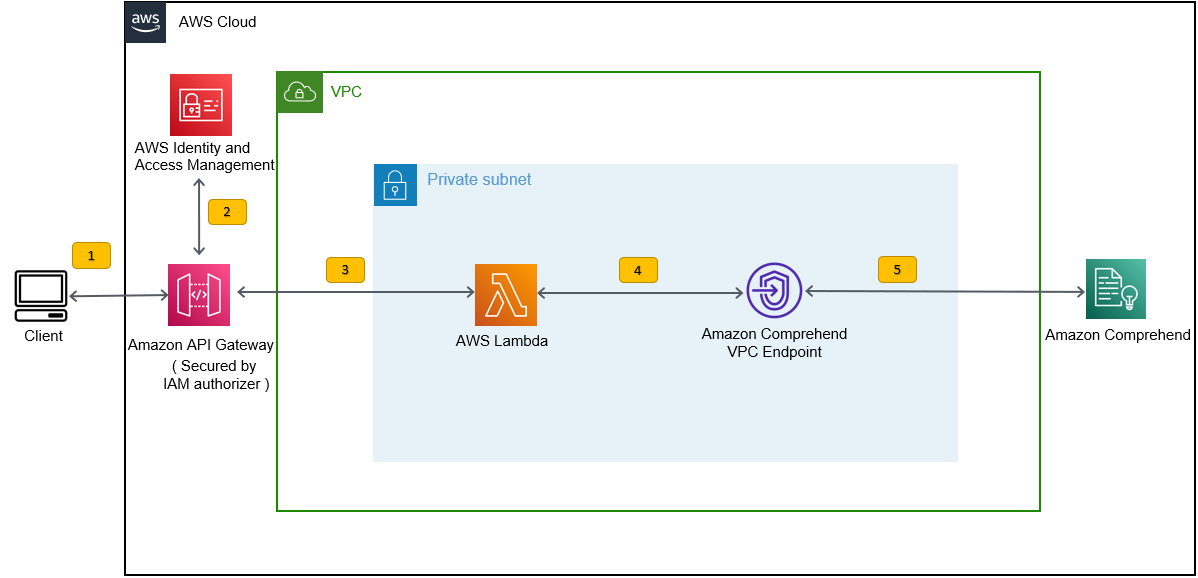 aws
AWS Cloud
AWS Identity and
Access Management
VPC
Private subnet
1
2
3
4
5
Client
Amazon API Gateway
( Secured by
IAM authorizer )
AWS Lambda
Amazon Comprehend
VPC Endpoint
Amazon Comprehend